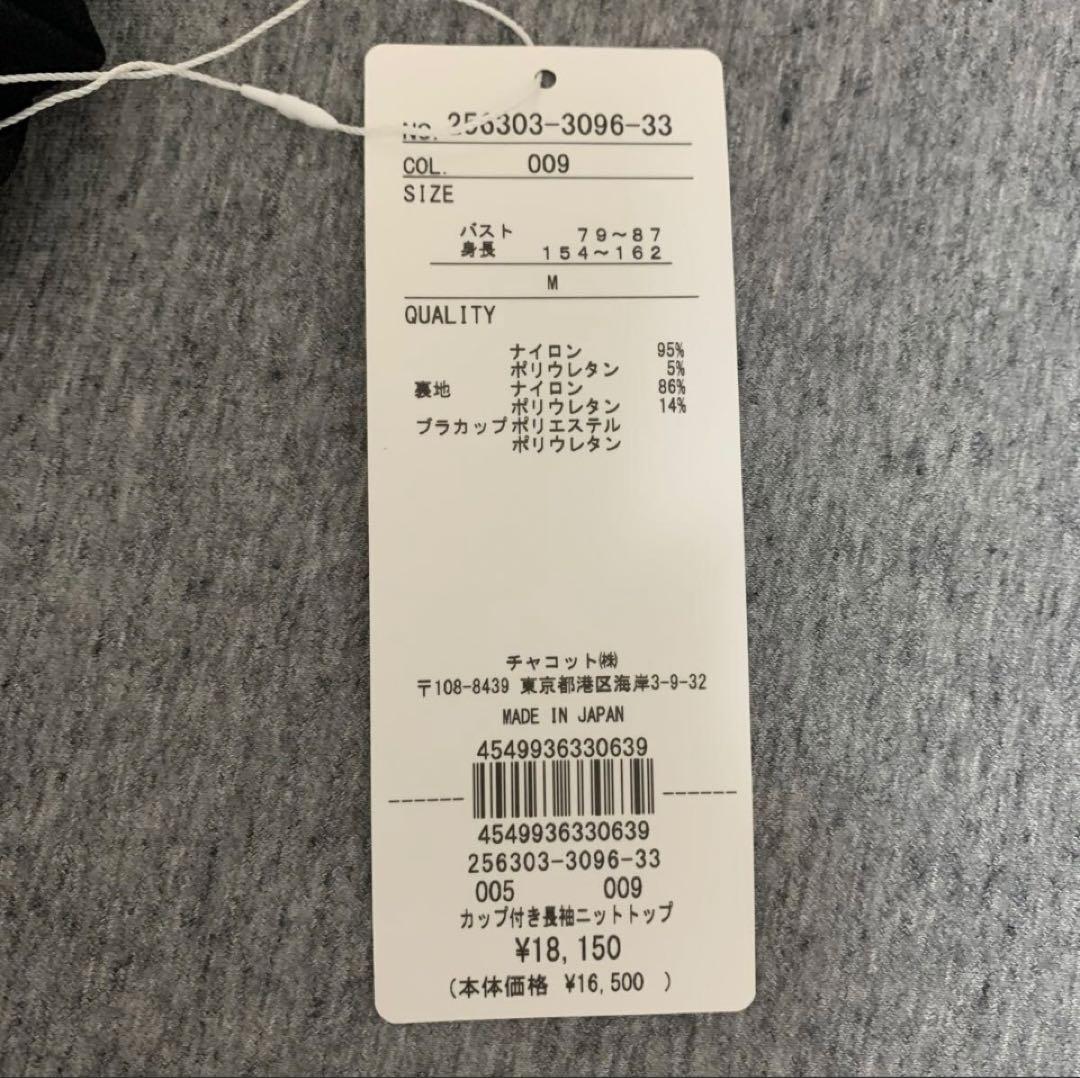 NO. 256303-3096-33
COL. 009
SIZE
バスト 79~87
身長 154~162
M
QUALITY
ナイロン 95%
ポリウレタン 5%
裏地 ナイロン 86%
ポリウレタン 14%
ブラカップ ポリエステル
ポリウレタン
チャコット㈱
〒108-8439 東京都港区海岸3-9-32
MADE IN JAPAN
4549936330639
4549936330639
256303-3096-33
005 009
カップ付き長袖ニットトップ
¥18,150
(本体価格 ¥16,500 )